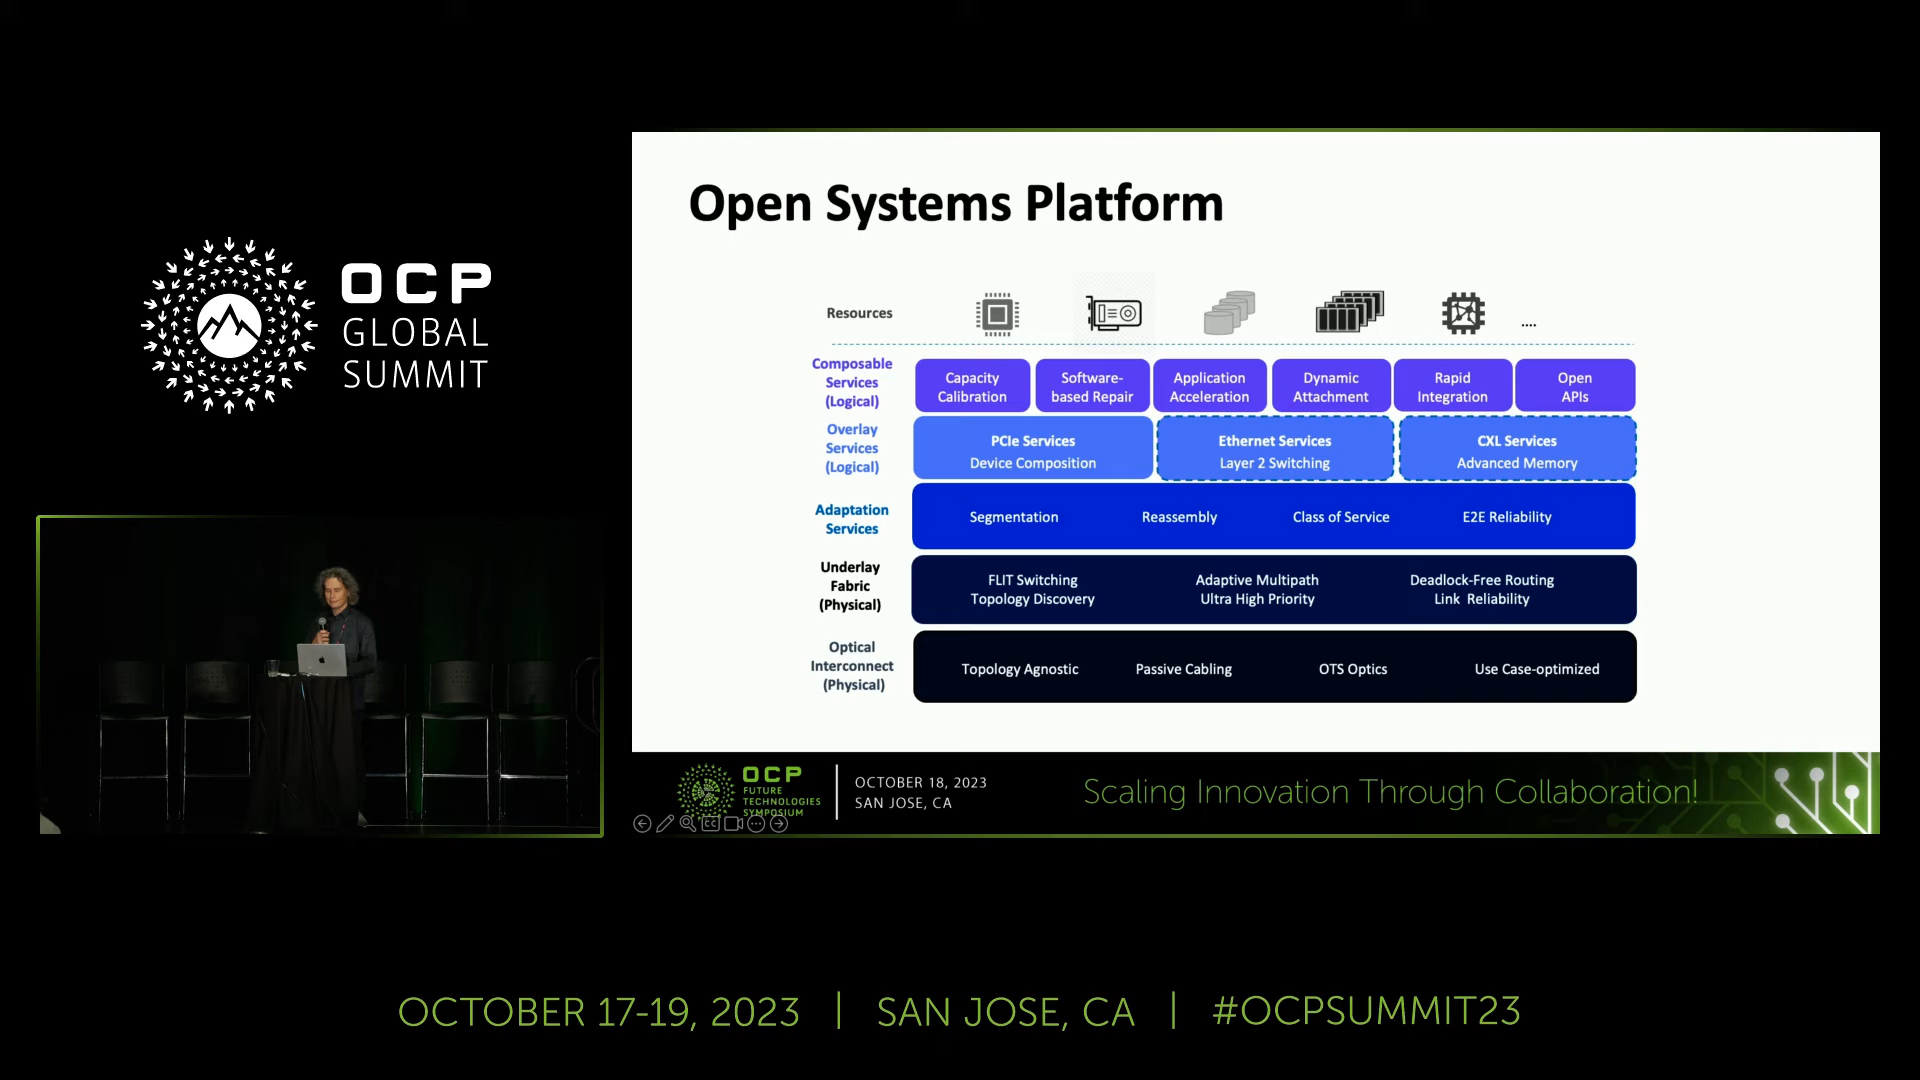 OCP
GLOBAL
SUMMIT
Open Systems Platform
Resources
....
Composable
Services
(Logical)
Capacity
Calibration
Software-
based Repair
Application
Acceleration
Dynamic
Attachment
Rapid
Integration
Open
APIs
Overlay
Services
(Logical)
PCIe Services
Device Composition
Ethernet Services
Layer 2 Switching
CXL Services
Advanced Memory
Adaptation
Services
Segmentation
Reassembly
Class of Service
E2E Reliability
Underlay
Fabric
(Physical)
FLIT Switching
Topology Discovery
Adaptive Multipath
Ultra High Priority
Deadlock-Free Routing
Link Reliability
Optical
Interconnect
(Physical)
Topology Agnostic
Passive Cabling
OTS Optics
Use Case-optimized
OCP
FUTURE
TECHNOLOGIES
SYMPOSIUM
OCTOBER 18, 2023
SAN JOSE, CA
Scaling Innovation Through Collaboration!
CC
OCTOBER 17-19, 2023 | SAN JOSE, CA | #OCPSUMMIT23